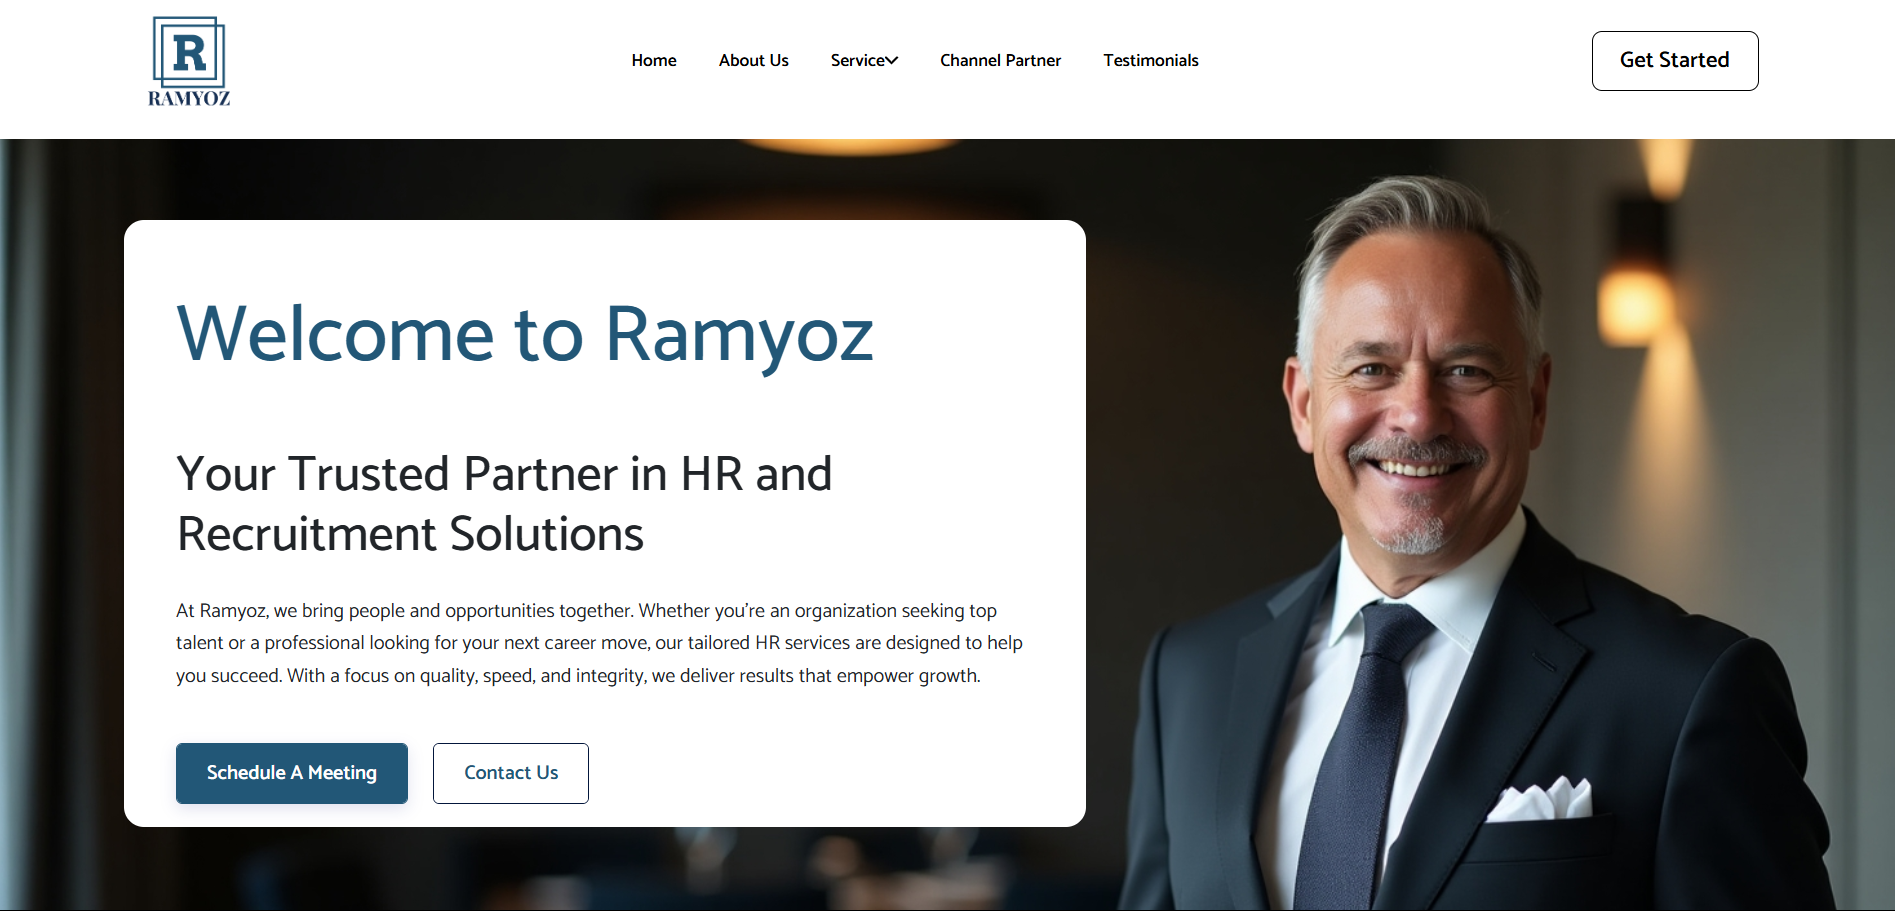 R
RAMYOZ
Home
About Us
Service
Channel Partner
Testimonials
Get Started
Welcome to Ramyoz
Your Trusted Partner in HR and
Recruitment Solutions
At Ramyoz, we bring people and opportunities together. Whether you’re an organization seeking top
talent or a professional looking for your next career move, our tailored HR services are designed to help
you succeed. With a focus on quality, speed, and integrity, we deliver results that empower growth.
Schedule A Meeting
Contact Us